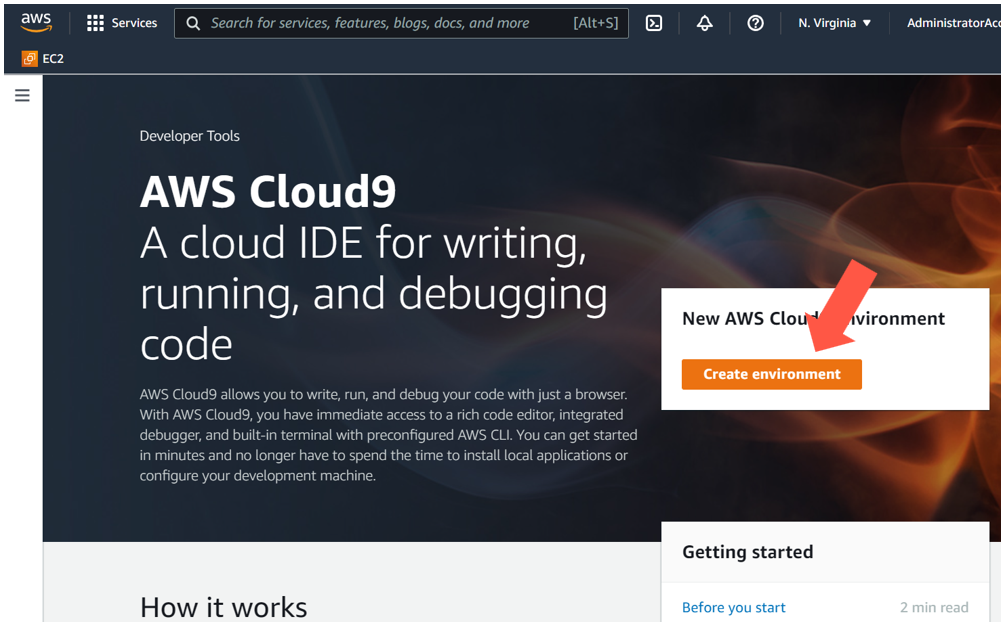 aws
Services
Search for services, features, blogs, docs, and more
[Alt+S]
N. Virginia
EC2
Developer Tools
AWS Cloud9
A cloud IDE for writing,
running, and debugging
code
AWS Cloud9 allows you to write, run, and debug your code with just a browser.
With AWS Cloud9, you have immediate access to a rich code editor, integrated
debugger, and built-in terminal with preconfigured AWS CLI. You can get started
in minutes and no longer have to spend the time to install local applications or
configure your development machine.
New AWS
Create environment
Getting started
Before you start
2 min read
How it works